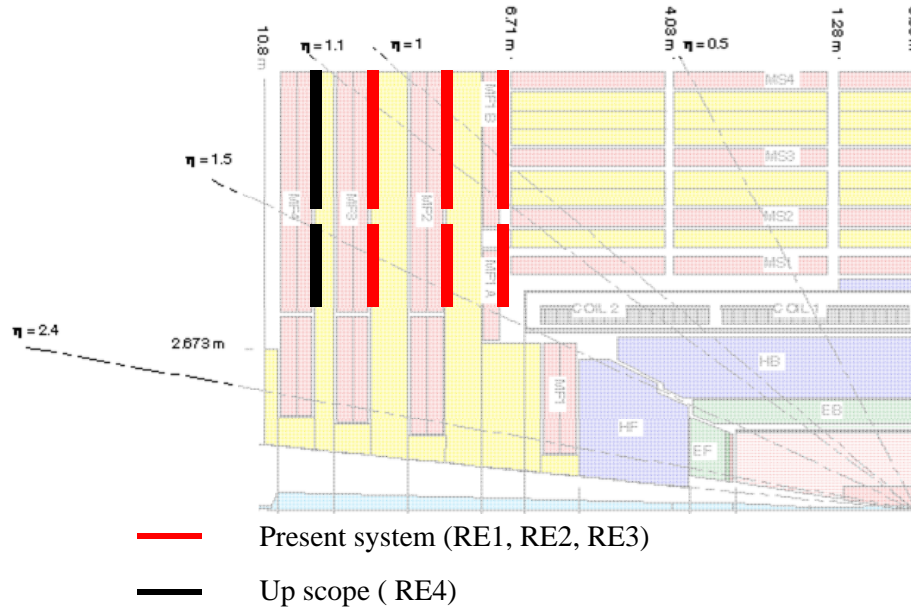 10.8 m
η = 1.1
η = 1
6.71 m
4.03 m
η = 0.5
1.28 m
MS4
MF1 B
MS3
η = 1.5
MF4
MF3
MF2
MS2
MS1
MF1 A
COIL 2
COIL 1
η = 2.4
2.673 m
HB
MF1
EB
HF
EF
Present system (RE1, RE2, RE3)
Up scope ( RE4)